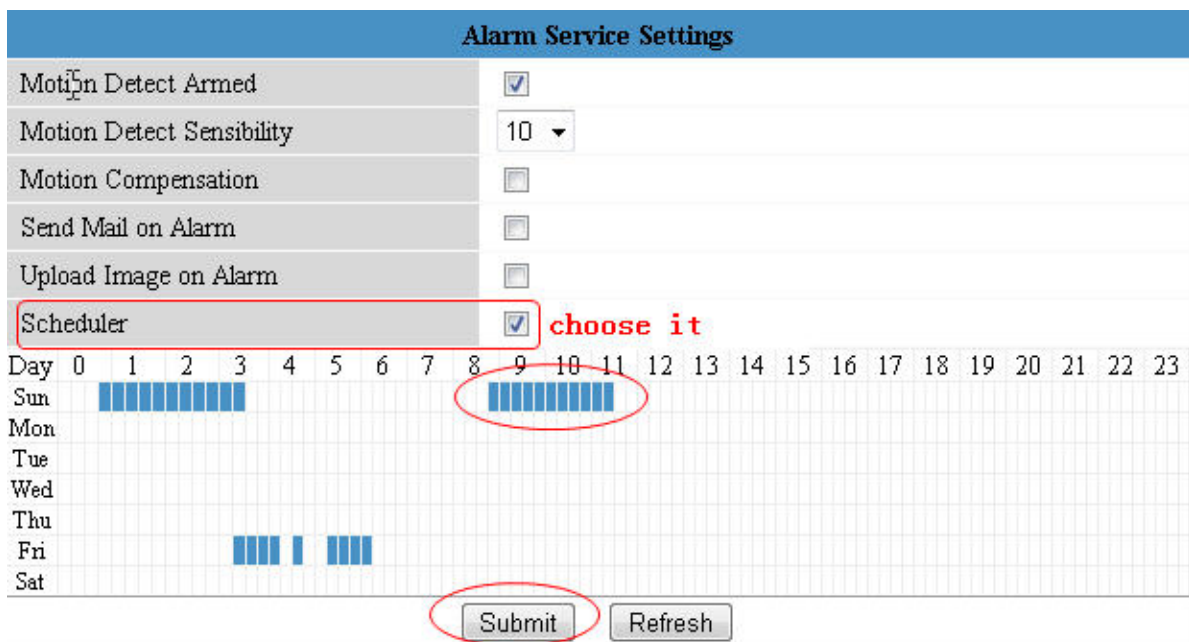 Alarm Service Settings
Motion Detect Armed
Motion Detect Sensibility 10
Motion Compensation
Send Mail on Alarm
Upload Image on Alarm
Scheduler choose it
Day 0 1 2 3 4 5 6 7 8 9 10 11 12 13 14 15 16 17 18 19 20 21 22 23
Sun
Mon
Tue
Wed
Thu
Fri
Sat
Submit Refresh